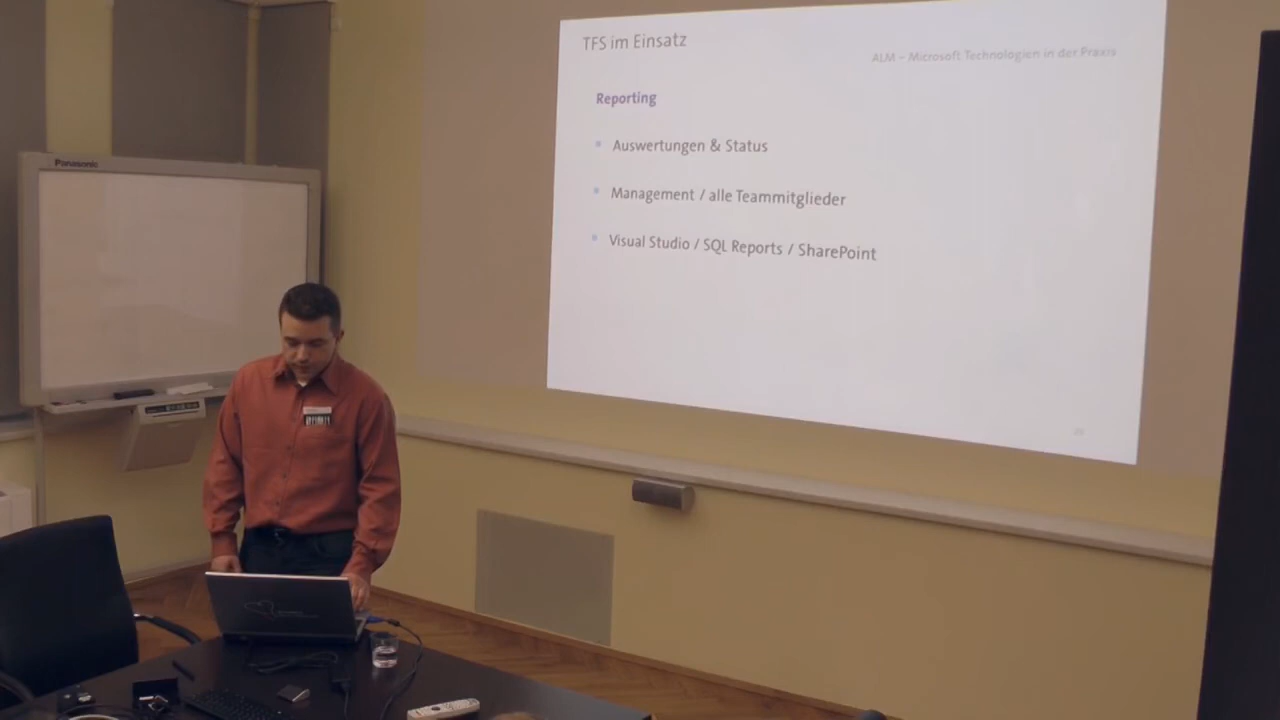 TFS im Einsatz
ALM – Microsoft Technologien in der Praxis
Reporting
Auswertungen & Status
Management / alle Teammitglieder
Visual Studio / SQL Reports / SharePoint
Panasonic